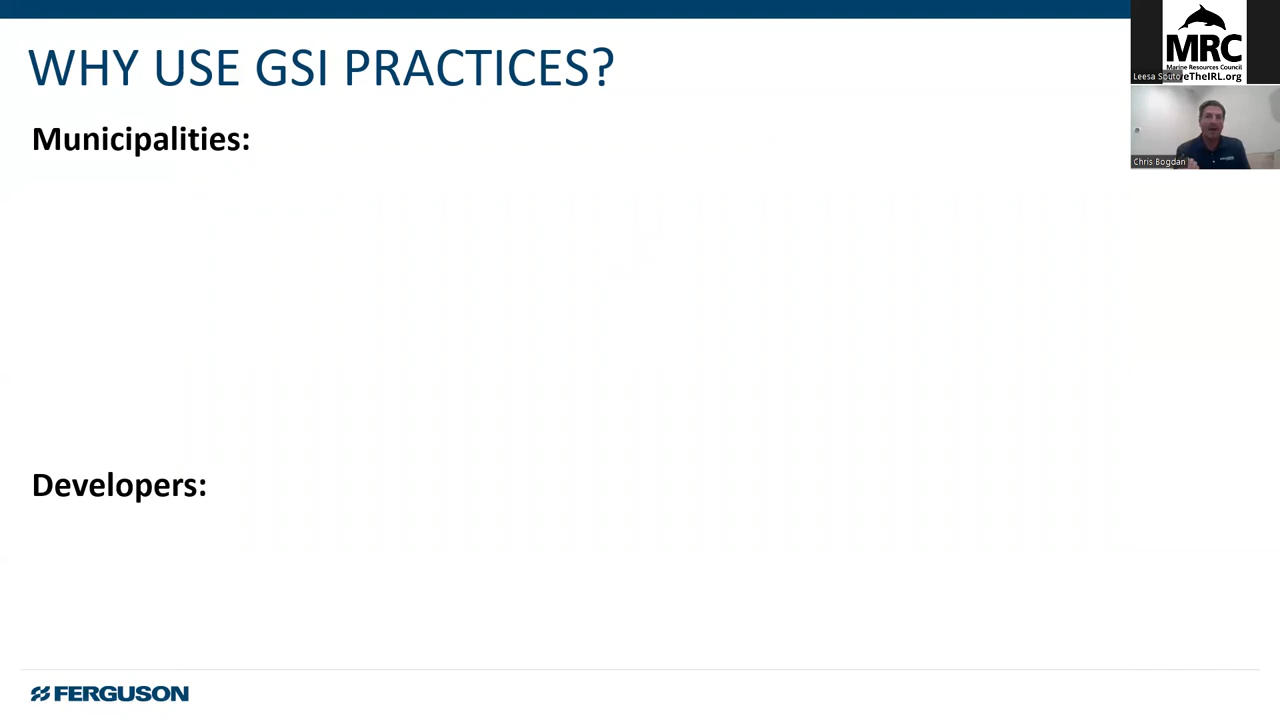 WHY USE GSI PRACTICES?
Municipalities:
Developers:
FERGUSON
MRC
Marine Resources Council
Leesa Souto
eTheIRL.org
Chris Bogdan